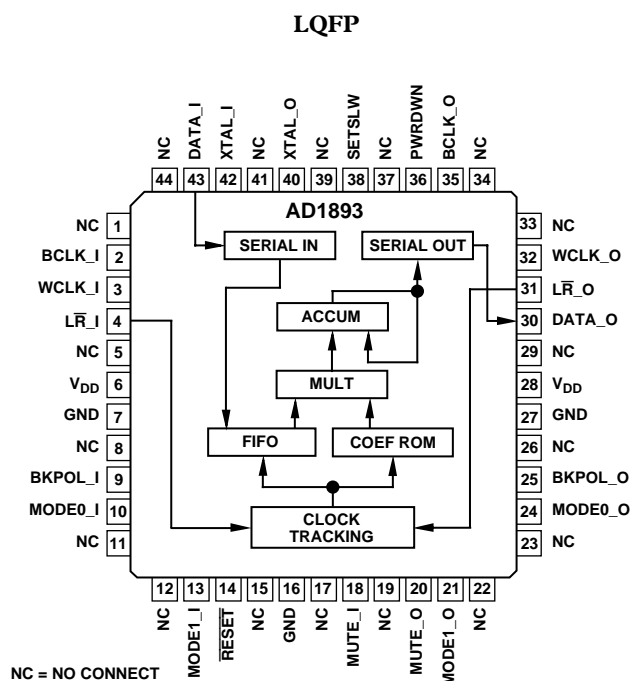 LQFP
NC
DATA_I
XTAL_I
NC
XTAL_O
NC
SETSLW
NC
PWRDWN
BCLK_O
NC
44 43 42 41 40 39 38 37 36 35 34
AD1893
NC 1
BCLK_I 2
WCLK_I 3
LR̅_I 4
NC 5
VDD 6
GND 7
NC 8
BKPOL_I 9
MODE0_I 10
NC 11
SERIAL IN
SERIAL OUT
ACCUM
MULT
FIFO
COEF ROM
CLOCK
TRACKING
33 NC
32 WCLK_O
31 LR̅_O
30 DATA_O
29 NC
28 VDD
27 GND
26 NC
25 BKPOL_O
24 MODE0_O
23 NC
12 13 14 15 16 17 18 19 20 21 22
NC
MODE1_I
R̅E̅S̅E̅T̅
NC
GND
NC
MUTE_I
NC
MUTE_O
MODE1_O
NC
NC = NO CONNECT